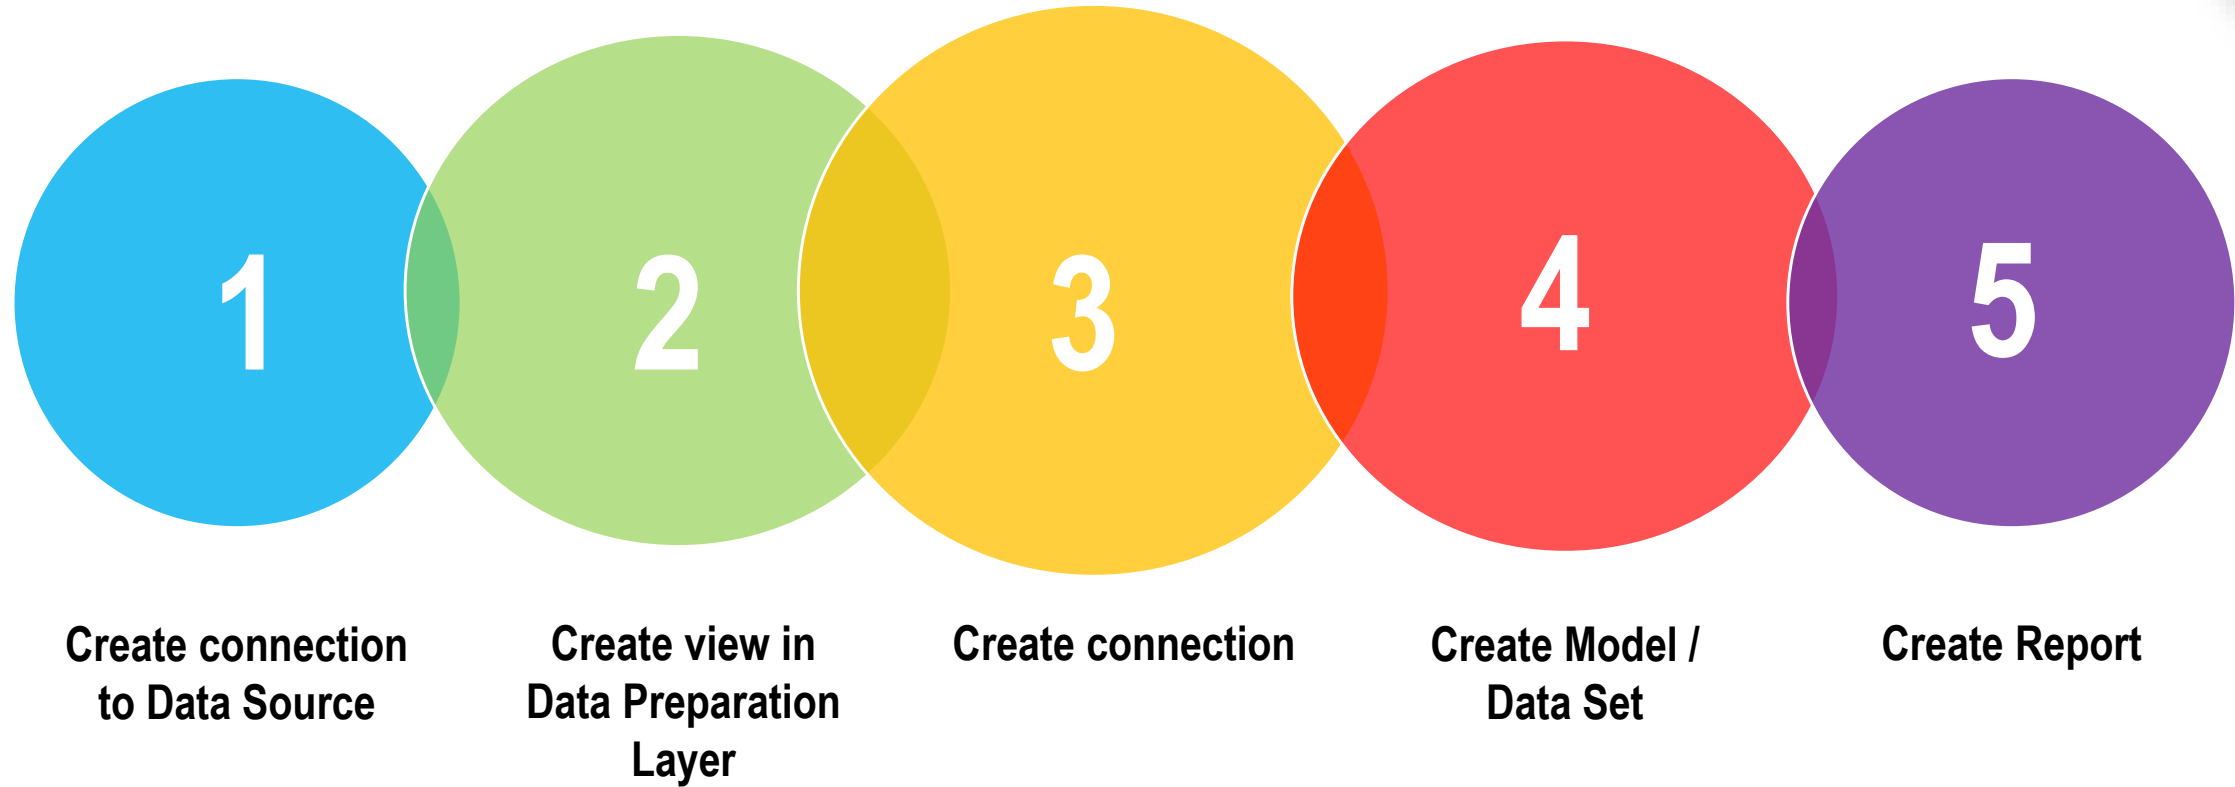 1
2
3
4
5
Create connection
to Data Source
Create view in
Data Preparation
Layer
Create connection
Create Model /
Data Set
Create Report